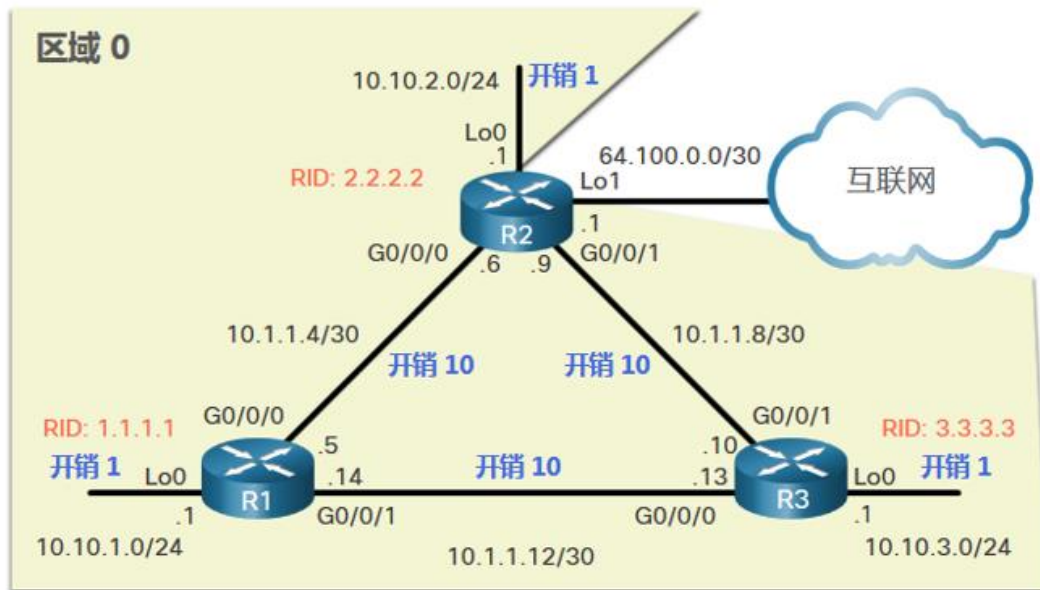 区域 0
10.10.2.0/24
开销 1
Lo0
.1
64.100.0.0/30
互联网
RID: 2.2.2.2
Lo1
R2
.1
G0/0/0
.6
.9
G0/0/1
10.1.1.4/30
10.1.1.8/30
开销 10
开销 10
RID: 1.1.1.1
G0/0/0
G0/0/1
RID: 3.3.3.3
开销 1
Lo0
.5
.10
开销 1
R1
.14
开销 10
.13
R3
Lo0
.1
G0/0/1
G0/0/0
.1
10.10.1.0/24
10.1.1.12/30
10.10.3.0/24